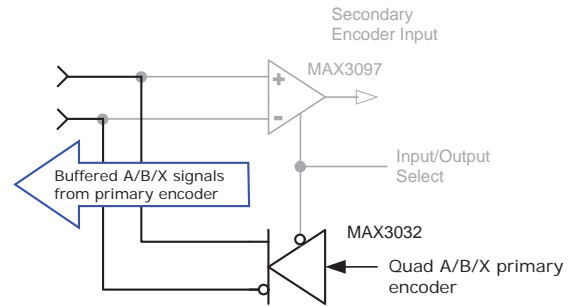 Secondary
Encoder Input
MAX3097
+
-
Input/Output
Select
Buffered A/B/X signals
from primary encoder
MAX3032
Quad A/B/X primary
encoder